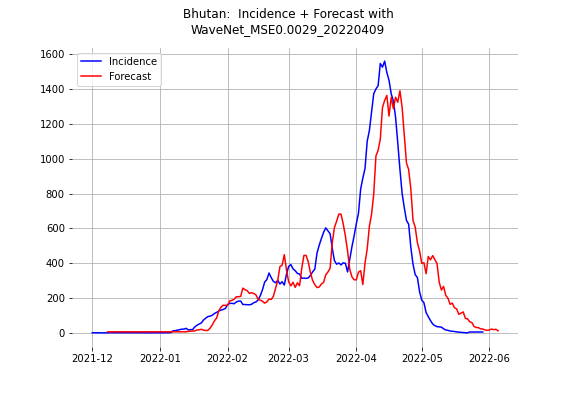 Bhutan:  Incidence + Forecast with
WaveNet_MSE0.0029_20220409
Incidence
Forecast
1600
1400
1200
1000
800
600
400
200
0
2021-12 2022-01 2022-02 2022-03 2022-04 2022-05 2022-06